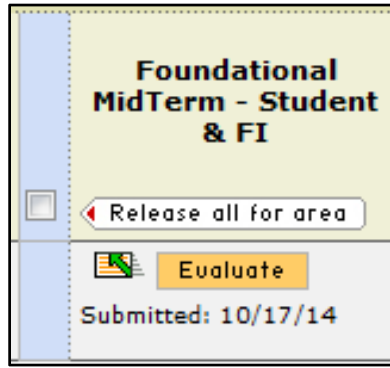 Foundational
MidTerm - Student
& FI
Release all for area
Evaluate
Submitted: 10/17/14